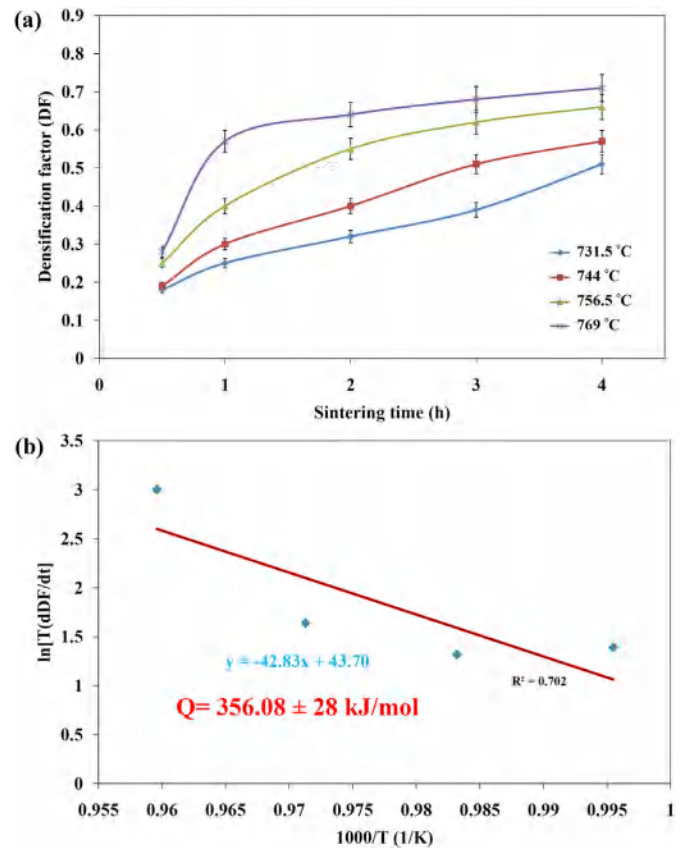 (a)
0.9
0.8
0.7
0.6
0.5
0.4
0.3
0.2
0.1
0
Densification factor (DF)
731.5 °C
744 °C
756.5 °C
769 °C
0 1 2 3 4
Sintering time (h)
(b)
3.5
3
2.5
2
1.5
1
0.5
0
ln[T(dDF/dt]
y = -42.83x + 43.70
R² = 0.702
Q= 356.08 ± 28 kJ/mol
0.955 0.96 0.965 0.97 0.975 0.98 0.985 0.99 0.995 1
1000/T (1/K)